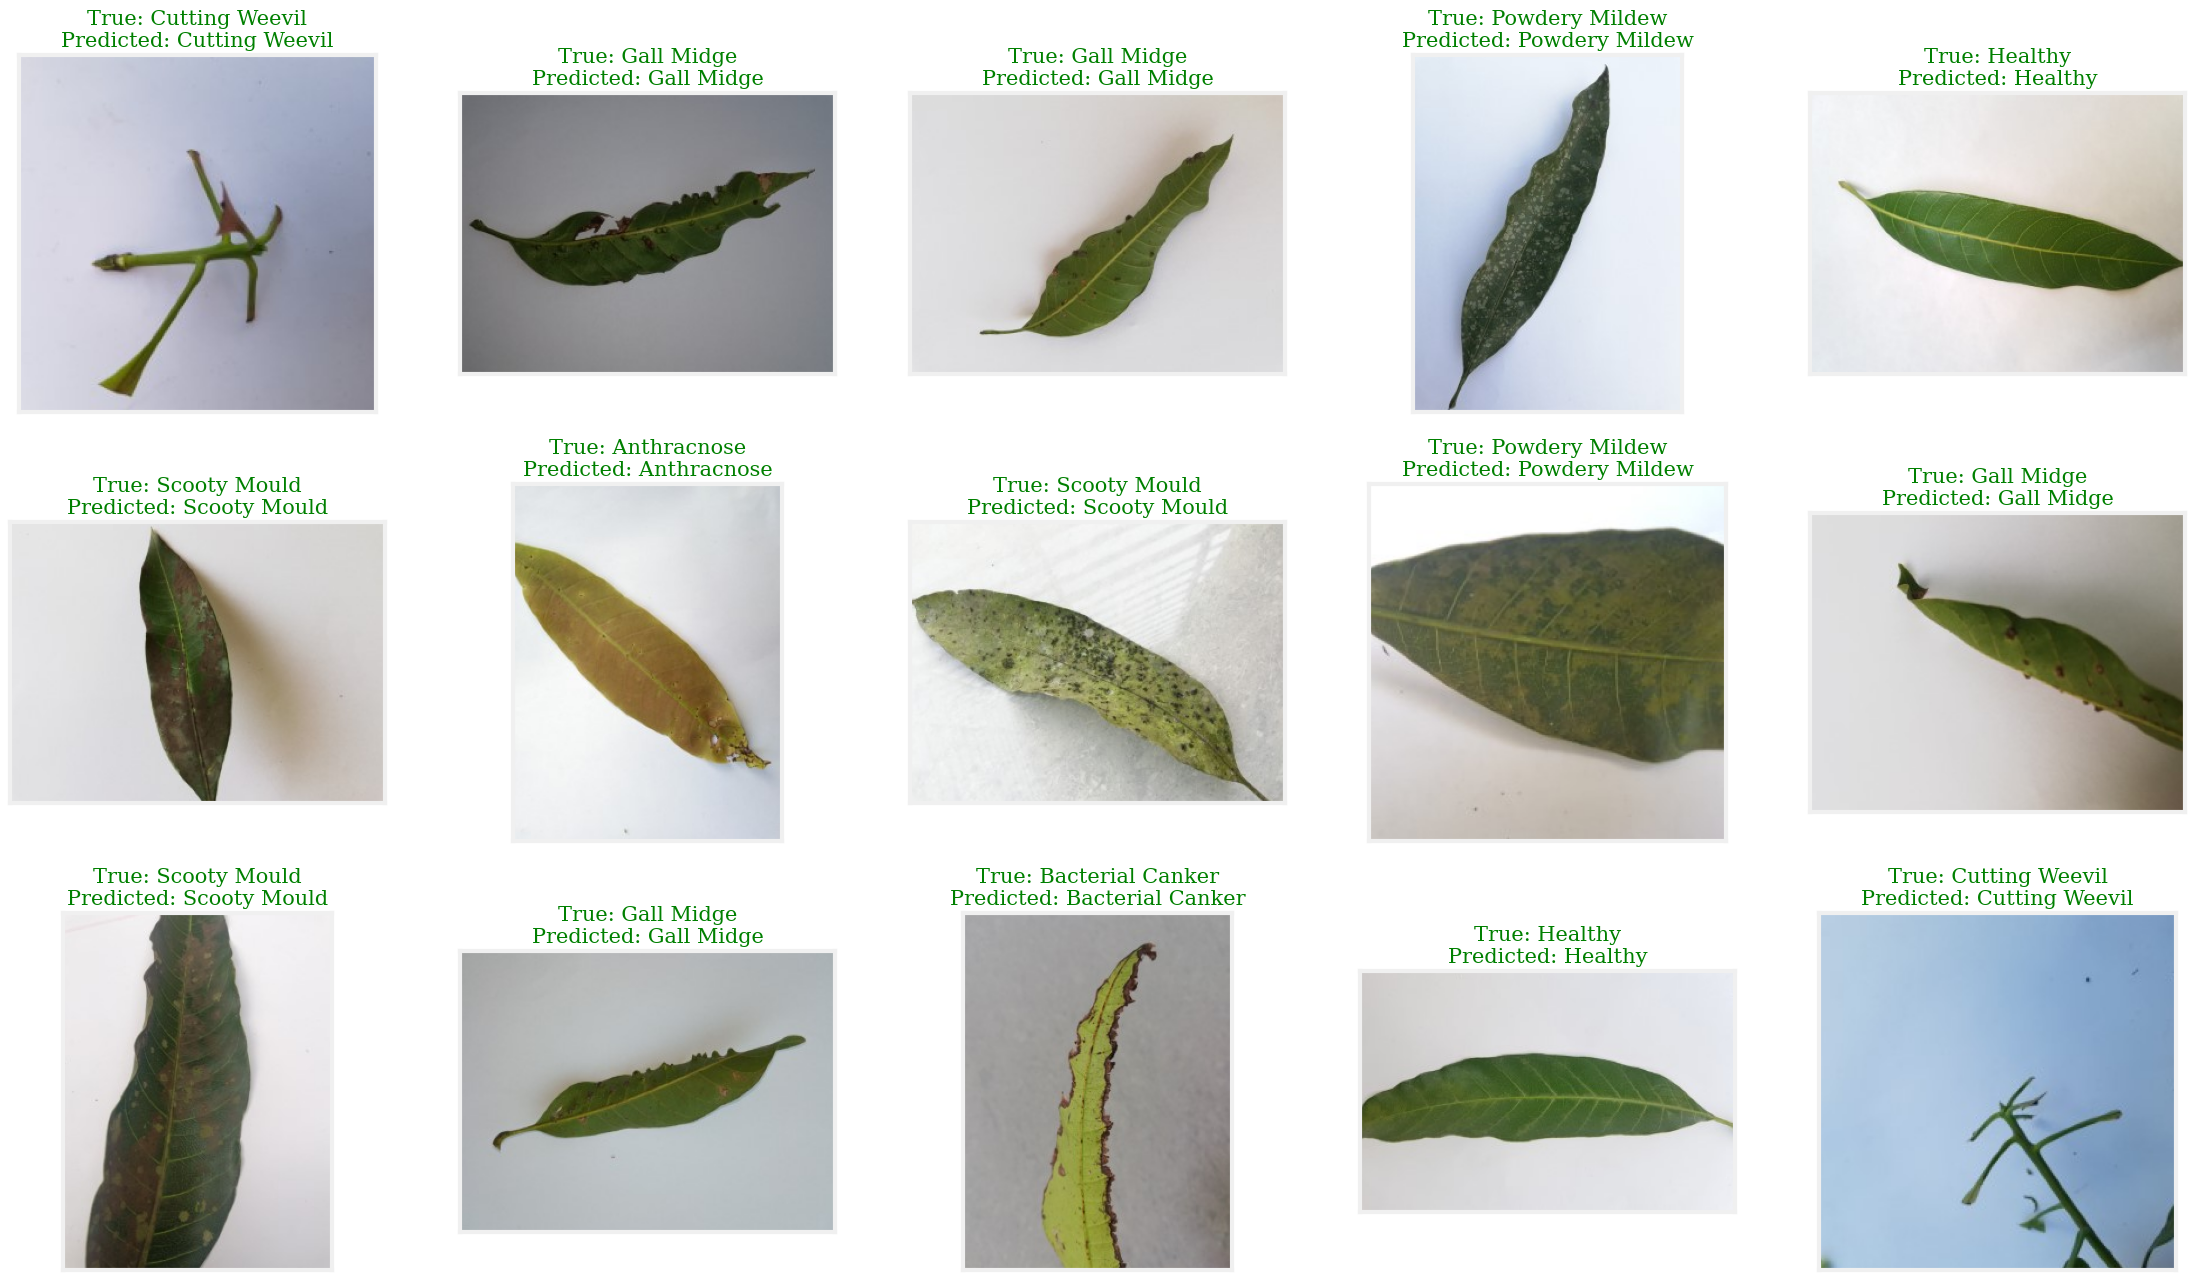 True: Cutting Weevil
Predicted: Cutting Weevil
True: Gall Midge
Predicted: Gall Midge
True: Gall Midge
Predicted: Gall Midge
True: Powdery Mildew
Predicted: Powdery Mildew
True: Healthy
Predicted: Healthy
True: Scooty Mould
Predicted: Scooty Mould
True: Anthracnose
Predicted: Anthracnose
True: Scooty Mould
Predicted: Scooty Mould
True: Powdery Mildew
Predicted: Powdery Mildew
True: Gall Midge
Predicted: Gall Midge
True: Scooty Mould
Predicted: Scooty Mould
True: Gall Midge
Predicted: Gall Midge
True: Bacterial Canker
Predicted: Bacterial Canker
True: Healthy
Predicted: Healthy
True: Cutting Weevil
Predicted: Cutting Weevil